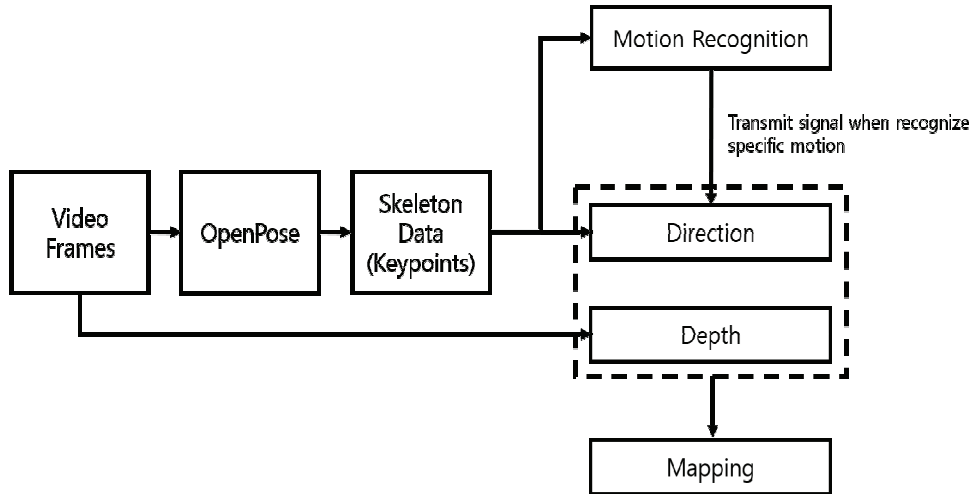 Motion Recognition
Transmit signal when recognize
specific motion
Video
Frames
OpenPose
Skeleton
Data
(Keypoints)
Direction
Depth
Mapping